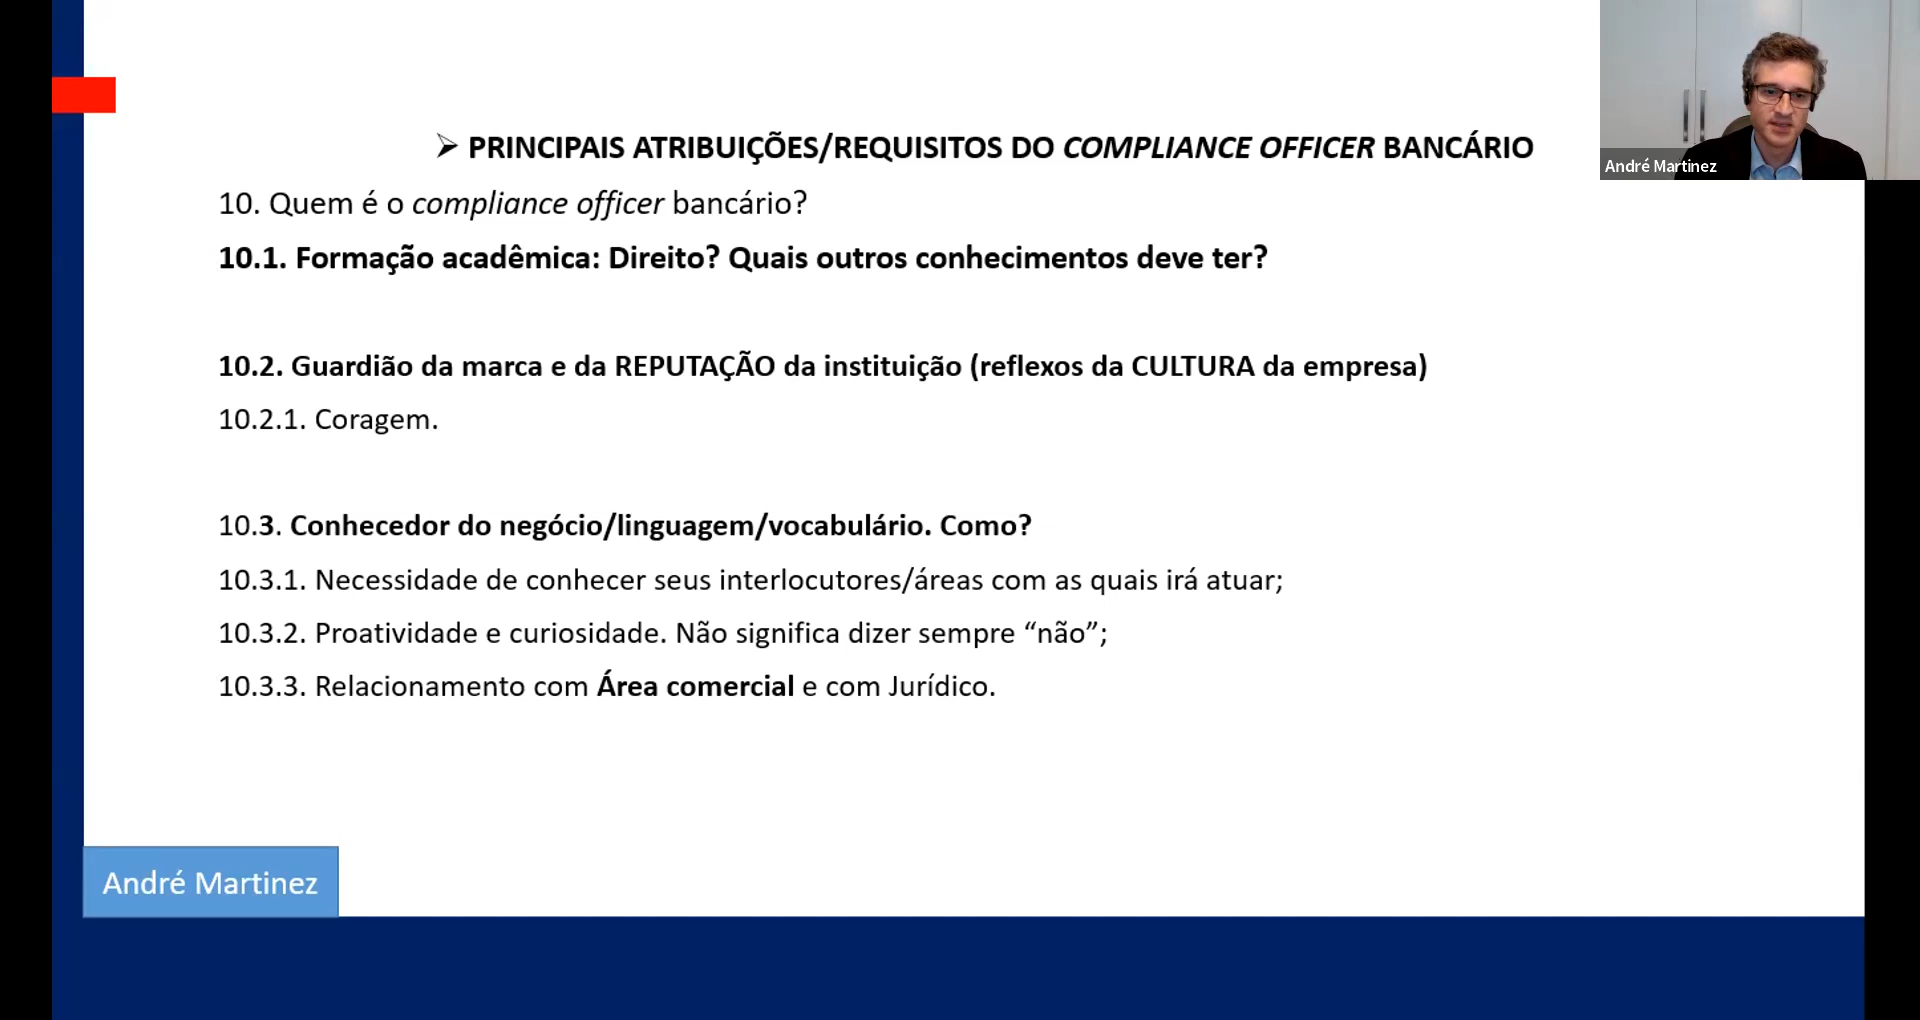 ➢ PRINCIPAIS ATRIBUIÇÕES/REQUISITOS DO COMPLIANCE OFFICER BANCÁRIO
10. Quem é o compliance officer bancário?
10.1. Formação acadêmica: Direito? Quais outros conhecimentos deve ter?
10.2. Guardião da marca e da REPUTAÇÃO da instituição (reflexos da CULTURA da empresa)
10.2.1. Coragem.
10.3. Conhecedor do negócio/linguagem/vocabulário. Como?
10.3.1. Necessidade de conhecer seus interlocutores/áreas com as quais irá atuar;
10.3.2. Proatividade e curiosidade. Não significa dizer sempre “não”;
10.3.3. Relacionamento com Área comercial e com Jurídico.
André Martinez
André Martinez